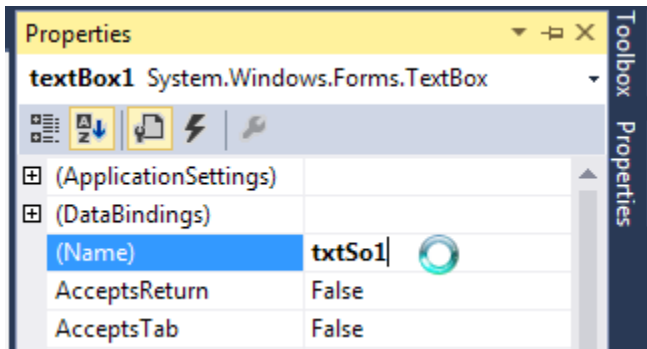 Properties
textBox1 System.Windows.Forms.TextBox
(ApplicationSettings)
(DataBindings)
(Name) txtSo1
AcceptsReturn False
AcceptsTab False
Toolbox
Properties